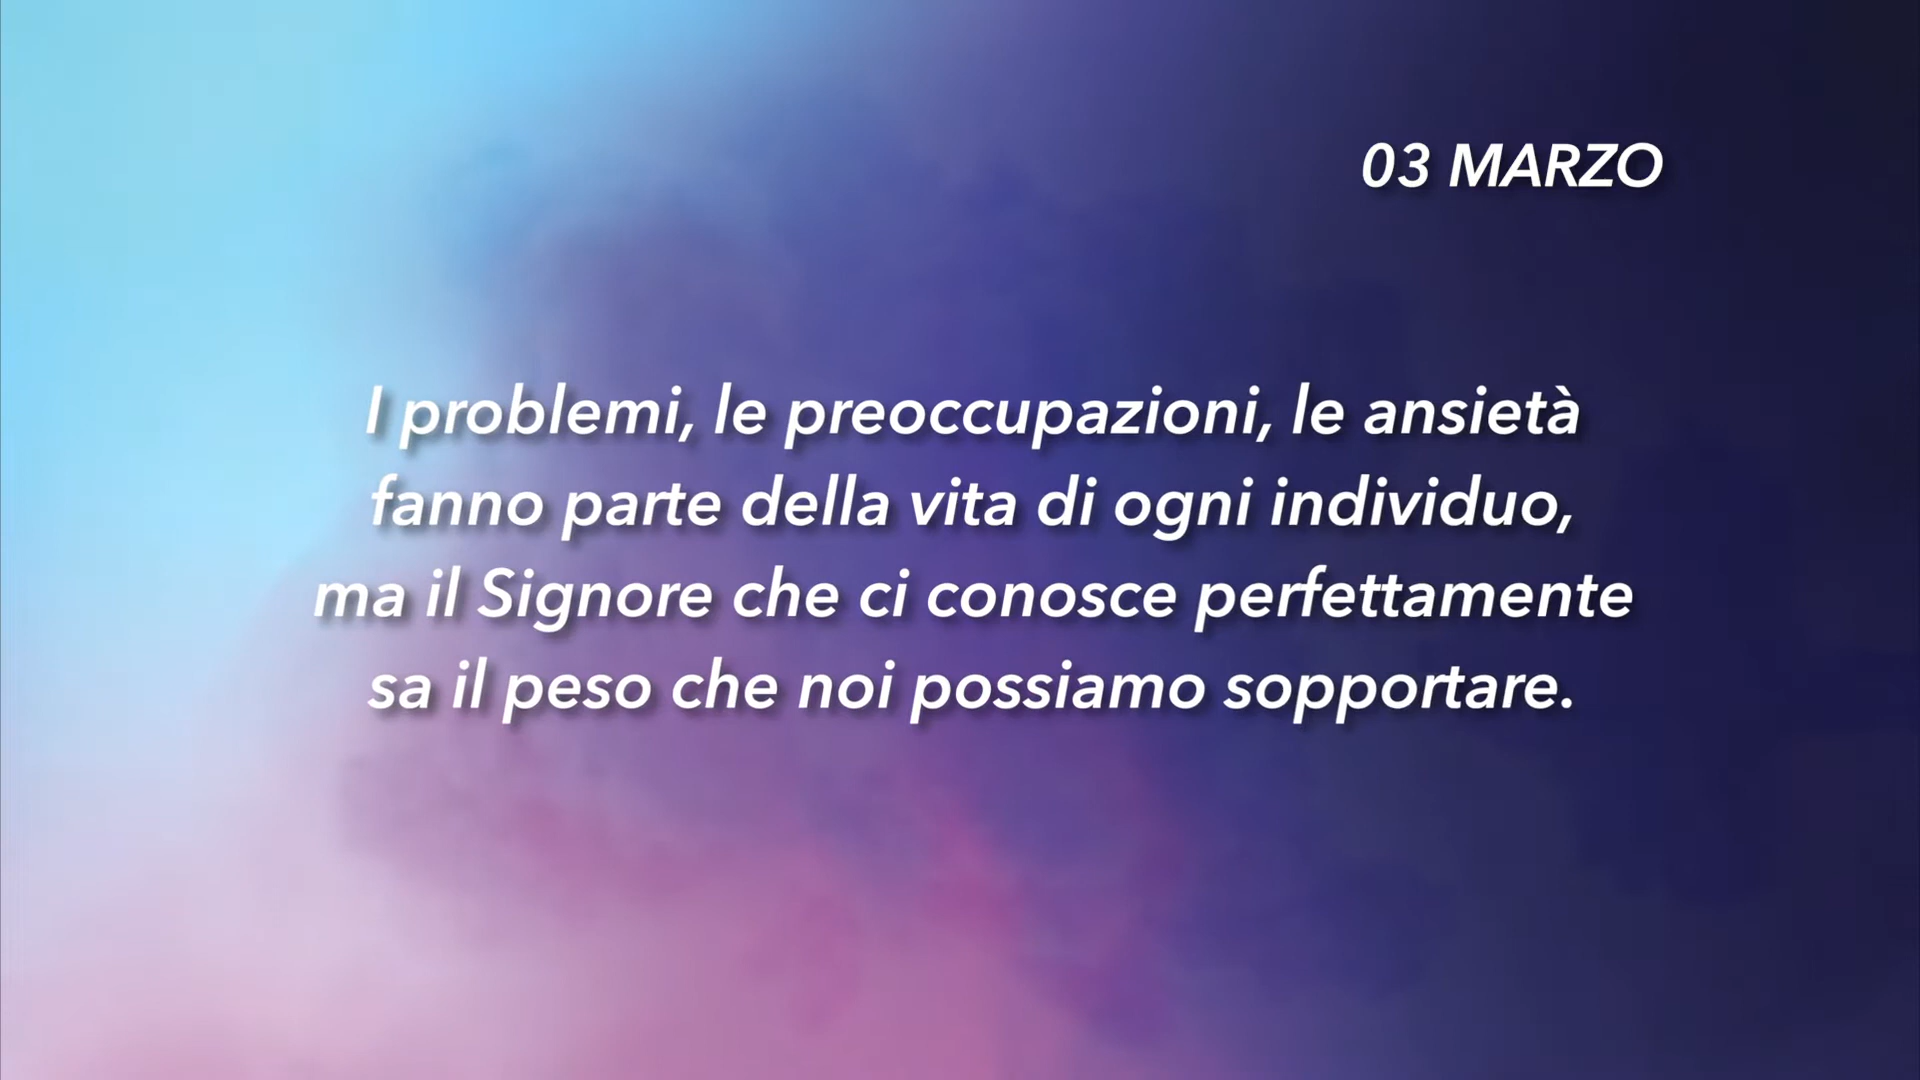 03 MARZO
I problemi, le preoccupazioni, le ansietà
fanno parte della vita di ogni individuo,
ma il Signore che ci conosce perfettamente
sa il peso che noi possiamo sopportare.